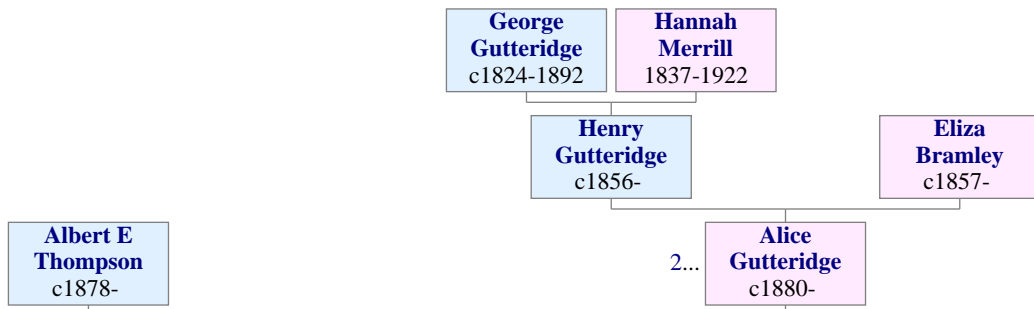 George
Gutteridge
c1824-1892
Hannah
Merrill
1837-1922
Henry
Gutteridge
c1856-
Eliza
Bramley
c1857-
Albert E
Thompson
c1878-
2...
Alice
Gutteridge
c1880-